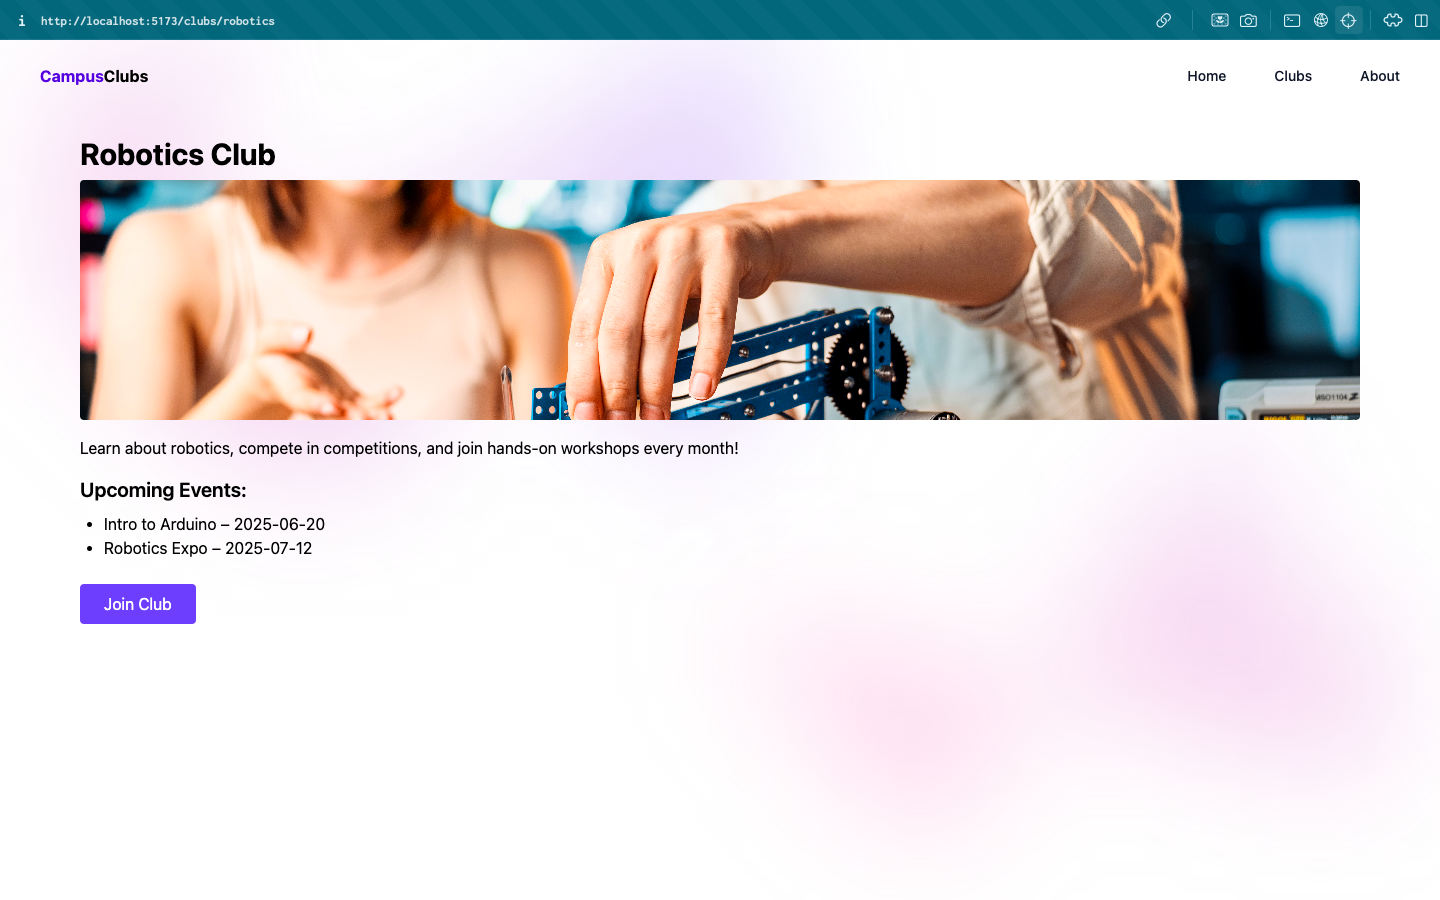 i http://localhost:5173/clubs/robotics
CampusClubs Home Clubs About
Robotics Club
MSO1104 Z
Learn about robotics, compete in competitions, and join hands-on workshops every month!
Upcoming Events:
• Intro to Arduino – 2025-06-20
• Robotics Expo – 2025-07-12
Join Club